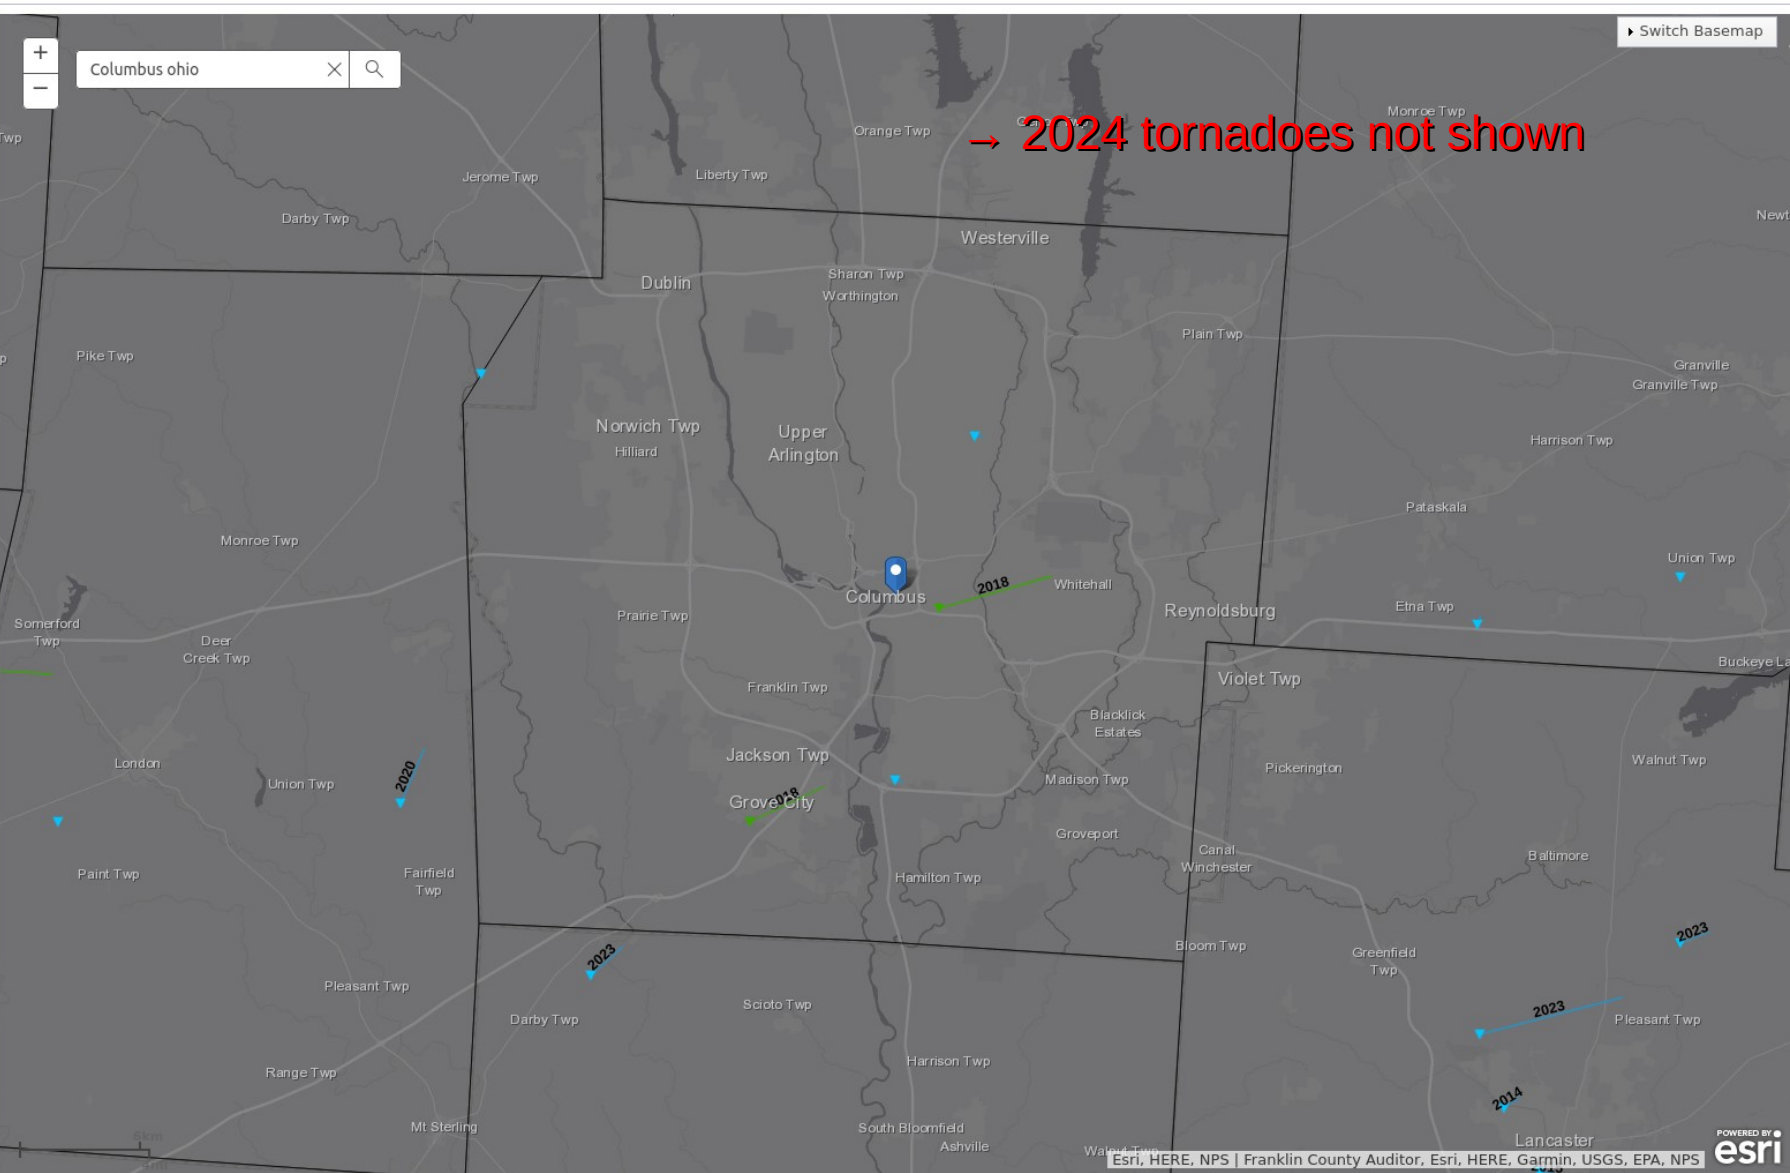 Switch Basemap
+
Columbus ohio
−
→ 2024 tornadoes not shown
Monroe Twp
Orange Twp
Twp
Liberty Twp
Jerome Twp
Darby Twp
Newt
Westerville
Dublin
Sharon Twp
Worthington
Plain Twp
Pike Twp
p
Granville
Granville Twp
Norwich Twp
Hilliard
Upper
Arlington
Harrison Twp
Pataskala
Monroe Twp
Union Twp
2018
Whitehall
Columbus
Reynoldsburg
Etna Twp
Prairie Twp
Somerford
Twp
Deer
Creek Twp
Buckeye La
Franklin Twp
Violet Twp
Blacklick
Estates
Jackson Twp
London
2020
Union Twp
Madison Twp
Pickerington
Walnut Twp
2018
Grove City
Groveport
Canal
Winchester
Baltimore
Paint Twp
Fairfield
Twp
Hamilton Twp
2023
Bloom Twp
Greenfield
Twp
2023
Pleasant Twp
Scioto Twp
Darby Twp
2023
Pleasant Twp
Harrison Twp
Range Twp
2014
Mt Sterling
South Bloomfield
Ashville
6km
Lancaster
Walnut Twp
Esri, HERE, NPS | Franklin County Auditor, Esri, HERE, Garmin, USGS, EPA, NPS
POWERED BY
esri